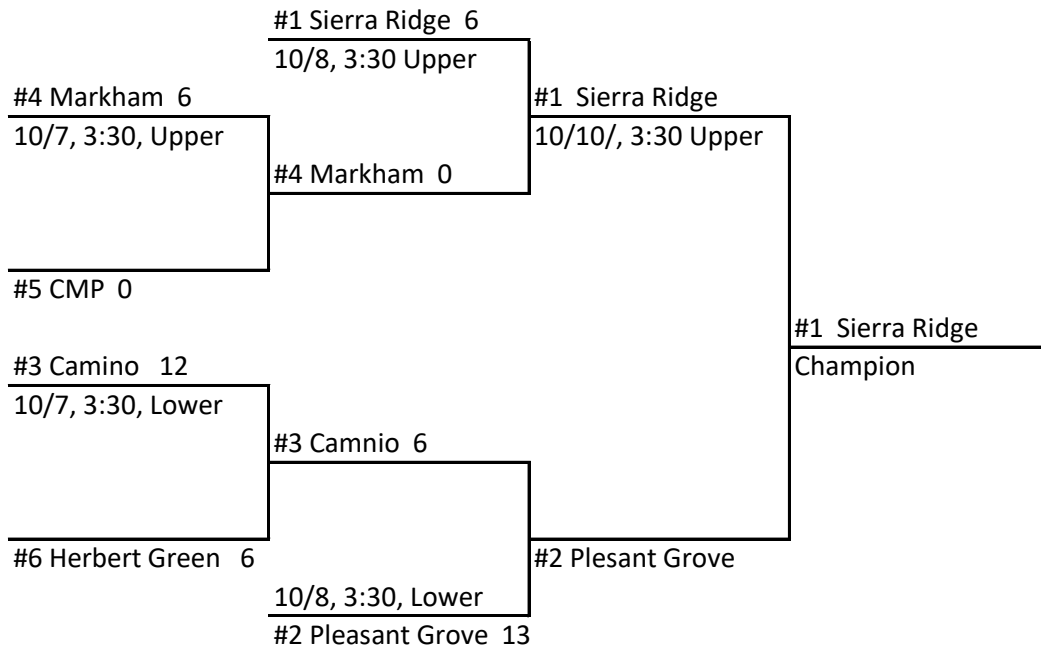 #1 Sierra Ridge 6
10/8, 3:30 Upper
#4 Markham 6
#1 Sierra Ridge
10/7, 3:30, Upper
10/10/, 3:30 Upper
#4 Markham 0
#5 CMP 0
#1 Sierra Ridge
#3 Camino 12
Champion
10/7, 3:30, Lower
#3 Camnio 6
#6 Herbert Green 6
#2 Plesant Grove
10/8, 3:30, Lower
#2 Pleasant Grove 13